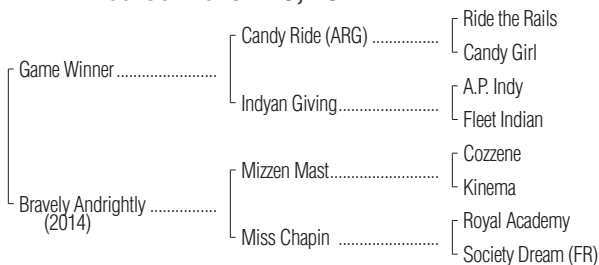 Ride the Rails
Candy Ride (ARG) ................
Candy Girl
Game Winner ........................
A.P. Indy
Indyan Giving ........................
Fleet Indian
Cozzene
Mizzen Mast..........................
Kinema
Bravely Andrightly ................
(2014)
Royal Academy
Miss Chapin ........................
Society Dream (FR)